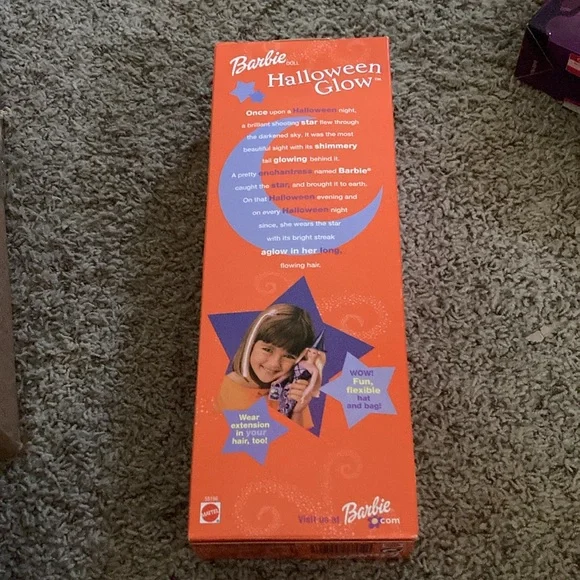 Barbie DOLL
Halloween
Glow™
Once upon a Halloween night,
a brilliant shooting star flew through
the darkened sky. It was the most
beautiful sight with its shimmery
tail glowing behind it.
A pretty enchantress named Barbie®
caught the star, and brought it to earth.
On that Halloween evening and
on every Halloween night
since, she wears the star
with its bright streak
aglow in her long,
flowing hair.
WOW!
Fun,
flexible
hat
and bag!
Wear
extension
in your
hair, too!
MATTEL
Visit us at Barbie.com